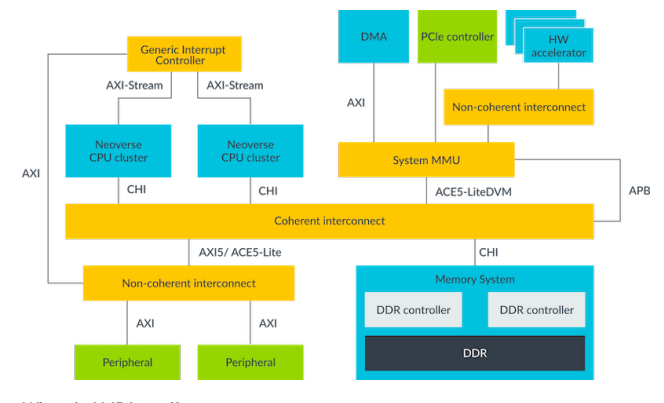 Generic Interrupt
Controller
DMA
PCIe controller
HW
accelerator
AXI-Stream
AXI-Stream
AXI
Non-coherent interconnect
Neoverse
CPU cluster
Neoverse
CPU cluster
System MMU
AXI
CHI
CHI
ACE5-LiteDVM
APB
Coherent interconnect
AXI5/ ACE5-Lite
CHI
Non-coherent interconnect
Memory System
DDR controller
DDR controller
AXI
AXI
DDR
Peripheral
Peripheral